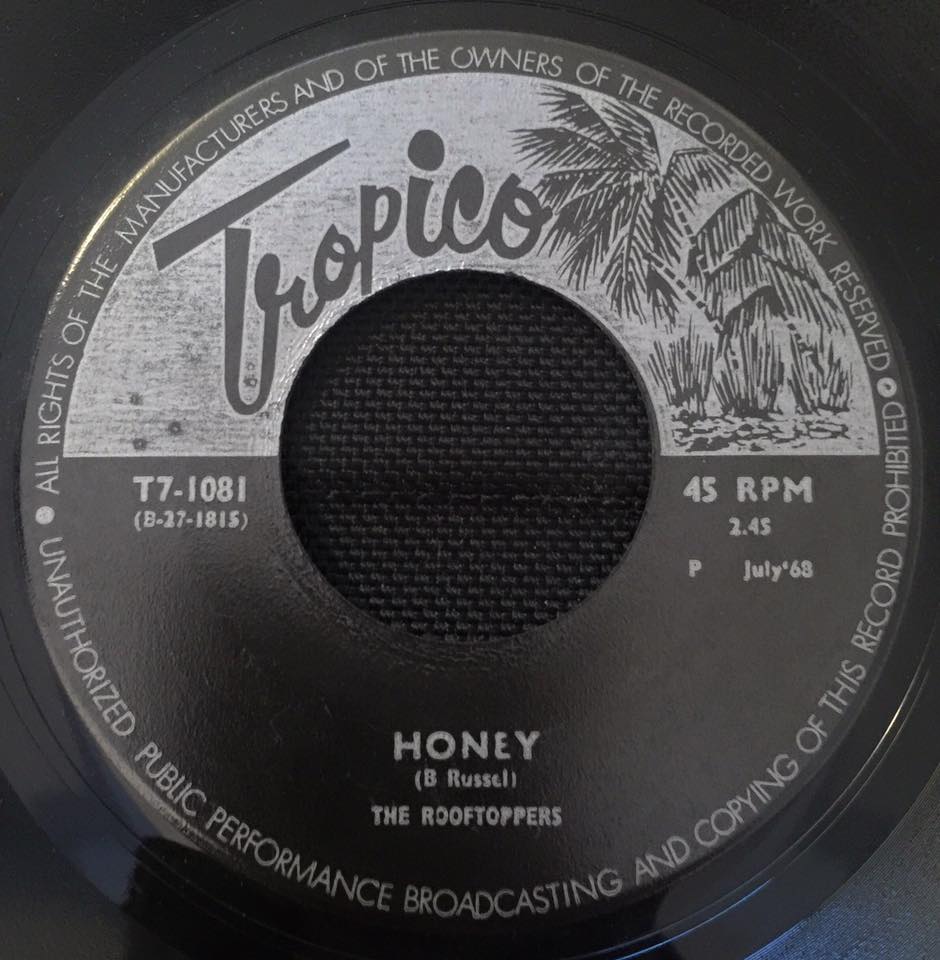 ALL RIGHTS OF THE MANUFACTURERS AND OF THE OWNERS OF THE RECORDED WORK RESERVED
Tropico
T7-1081
(B-27-1815)
45 RPM
2.45
P July'68
HONEY
(B Russel)
THE ROOFTOPPERS
UNAUTHORIZED PUBLIC PERFORMANCE BROADCASTING AND COPYING OF THIS RECORD PROHIBITED